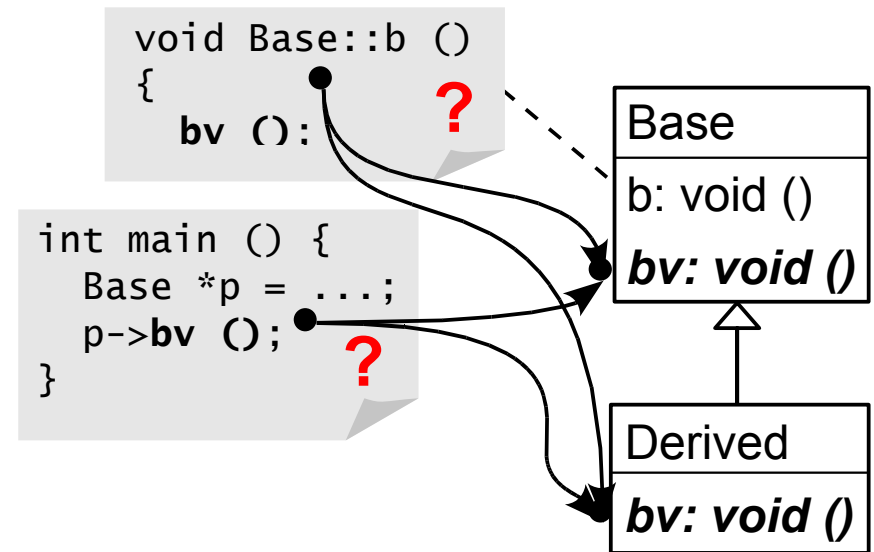 void Base::b ()
{
bv ();
?
int main () {
Base *p = ...;
p->bv ();
?
}
Base
b: void ()
bv: void ()
Derived
bv: void ()